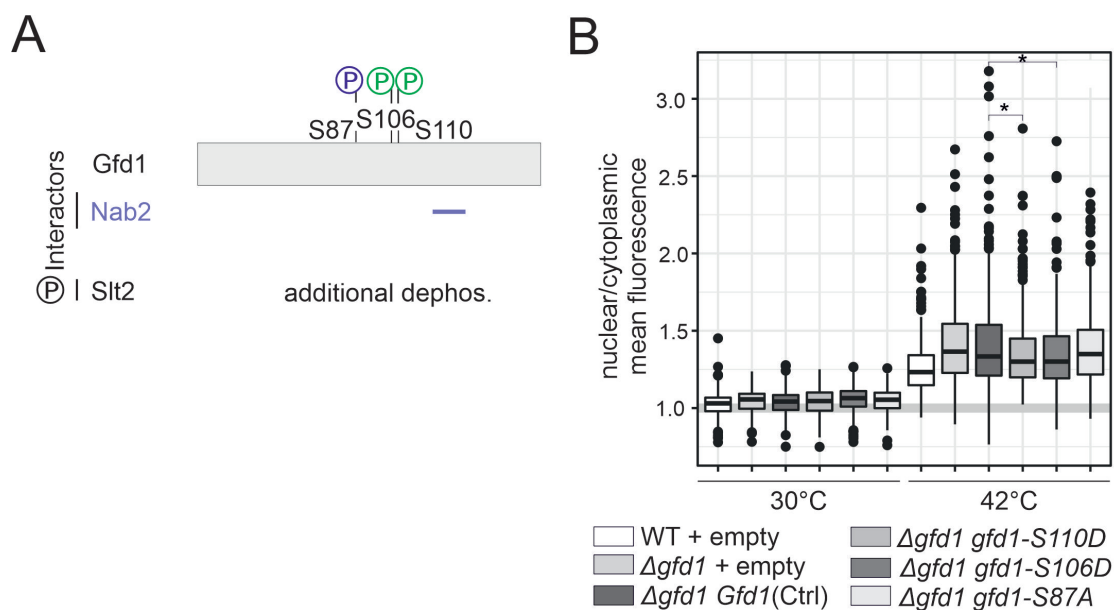 A
P P P
S87 S106 S110
Gfd1
Interactors
Nab2
P Slt2 additional dephos.
B
nuclear/cytoplasmic
mean fluorescence
3.0
2.5
2.0
1.5
1.0
* *
30°C 42°C
WT + empty
Δgfd1 + empty
Δgfd1 Gfd1(Ctrl)
Δgfd1 gfd1-S110D
Δgfd1 gfd1-S106D
Δgfd1 gfd1-S87A